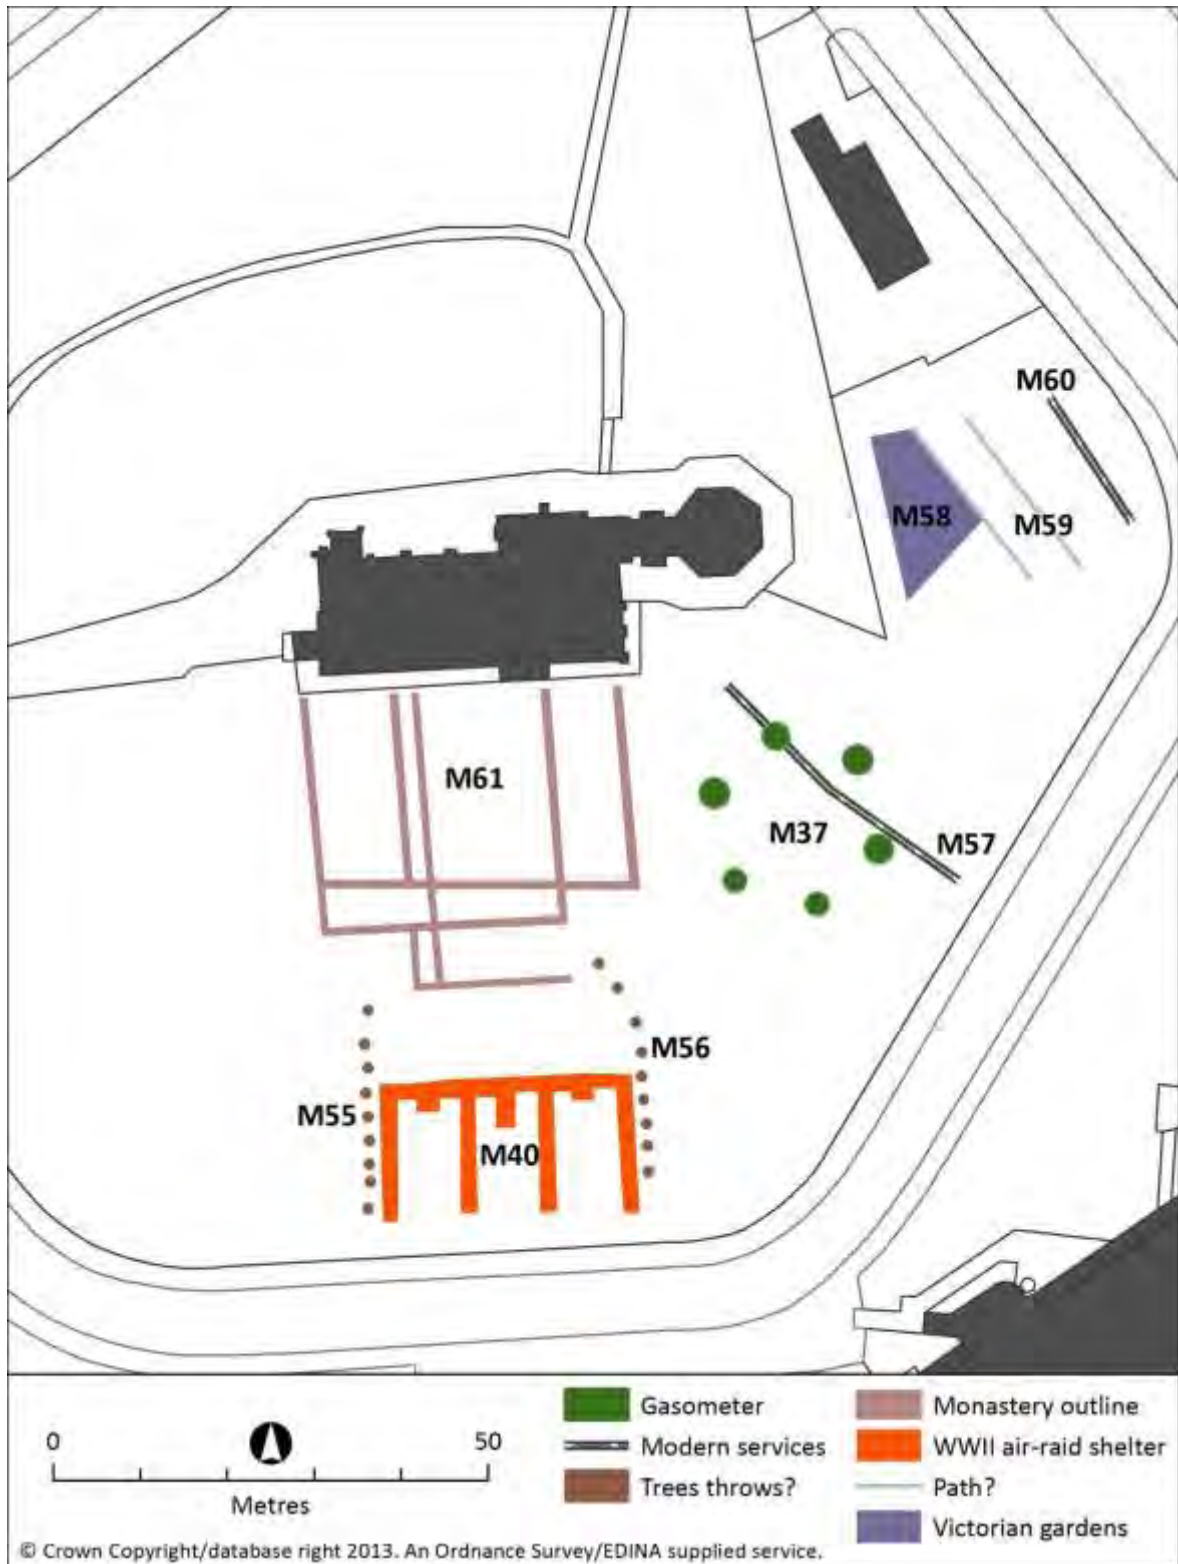 M60
M58
M59
M61
M37
M57
M56
M55
M40
0
50
Metres
Gasometer
Modern services
Trees throws?
Monastery outline
WWII air-raid shelter
Path?
Victorian gardens
© Crown Copyright/database right 2013. An Ordnance Survey/EDINA supplied service.